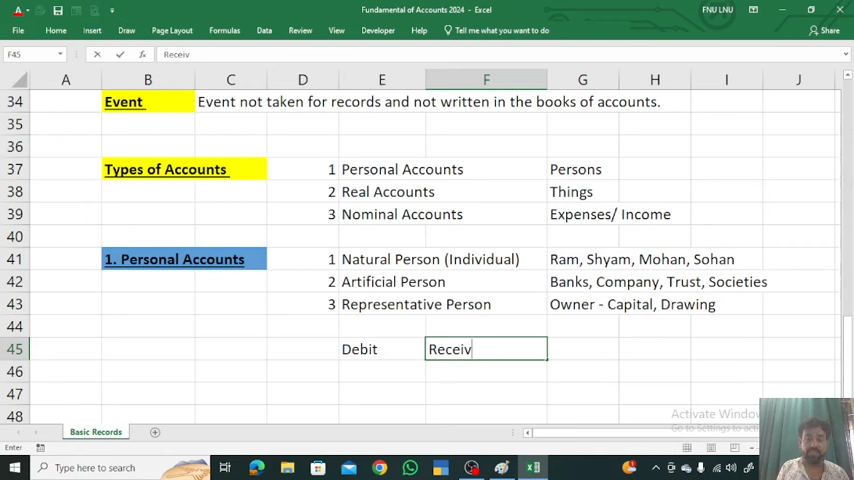 Fundamental of Accounts 2024 - Excel
FNU LNU
File Home Insert Draw Page Layout Formulas Data Review View Developer Help Tell me what you want to do Share
F45 Receiv
A B C D E F G H I J
34 Event Event not taken for records and not written in the books of accounts.
35
36
37 Types of Accounts 1 Personal Accounts Persons
38 2 Real Accounts Things
39 3 Nominal Accounts Expenses/ Income
40
41 1. Personal Accounts 1 Natural Person (Individual) Ram, Shyam, Mohan, Sohan
42 2 Artificial Person Banks, Company, Trust, Societies
43 3 Representative Person Owner - Capital, Drawing
44
45 Debit Receiv
46
47
48
Activate Window
Go to Settings to acti
Basic Records
Enter
Type here to search